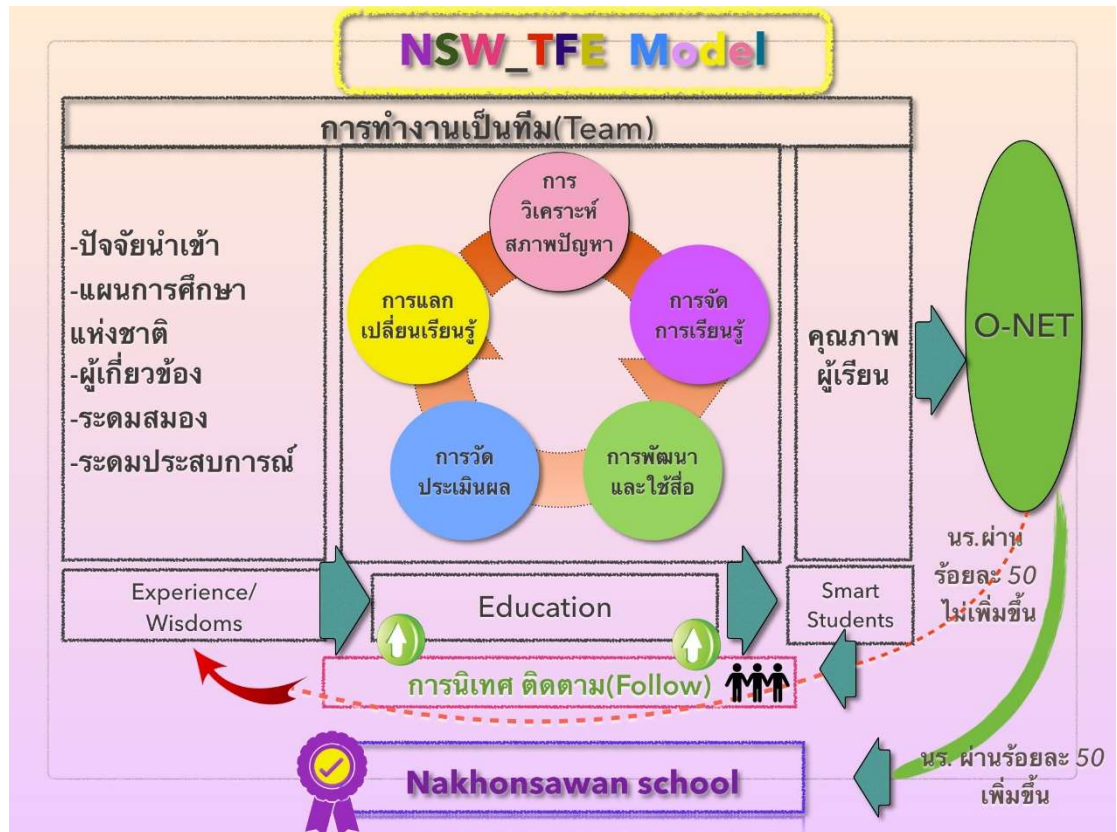 NSW_TFE Model
การทำงานเป็นทีม(Team)
-ปัจจัยนำเข้า
-แผนการศึกษา
แห่งชาติ
-ผู้เกี่ยวข้อง
-ระดมสมอง
-ระดมประสบการณ์
การ
วิเคราะห์
สภาพปัญหา
การจัด
การเรียนรู้
การพัฒนา
และใช้สื่อ
การวัด
ประเมินผล
การแลก
เปลี่ยนเรียนรู้
คุณภาพ
ผู้เรียน
O-NET
Experience/
Wisdoms
Education
Smart
Students
นร.ผ่าน
ร้อยละ 50
ไม่เพิ่มขึ้น
การนิเทศ ติดตาม(Follow)
Nakhonsawan school
นร. ผ่านร้อยละ 50
เพิ่มขึ้น